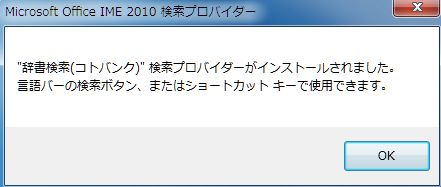 Microsoft Office IME 2010 検索プロバイダー
"辞書検索(コトバンク)" 検索プロバイダーがインストールされました。
言語バーの検索ボタン、またはショートカット キーで使用できます。
OK